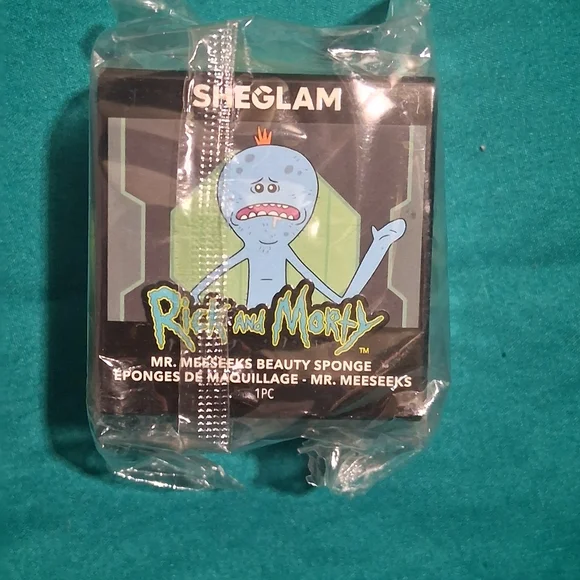 SHEGLAM
Rick and Morty
TM
MR. MEESEEKS BEAUTY SPONGE
ÉPONGES DE MAQUILLAGE - MR. MEESEEKS
1PC